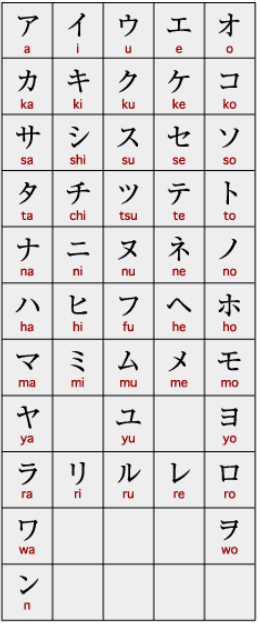 ア イ ウ エ オ
a i u e o
カ キ ク ケ コ
ka ki ku ke ko
サ シ ス セ ソ
sa shi su se so
タ チ ツ テ ト
ta chi tsu te to
ナ ニ ヌ ネ ノ
na ni nu ne no
ハ ヒ フ ヘ ホ
ha hi fu he ho
マ ミ ム メ モ
ma mi mu me mo
ヤ ユ ヨ
ya yu yo
ラ リ ル レ ロ
ra ri ru re ro
ワ ヲ
wa wo
ン
n